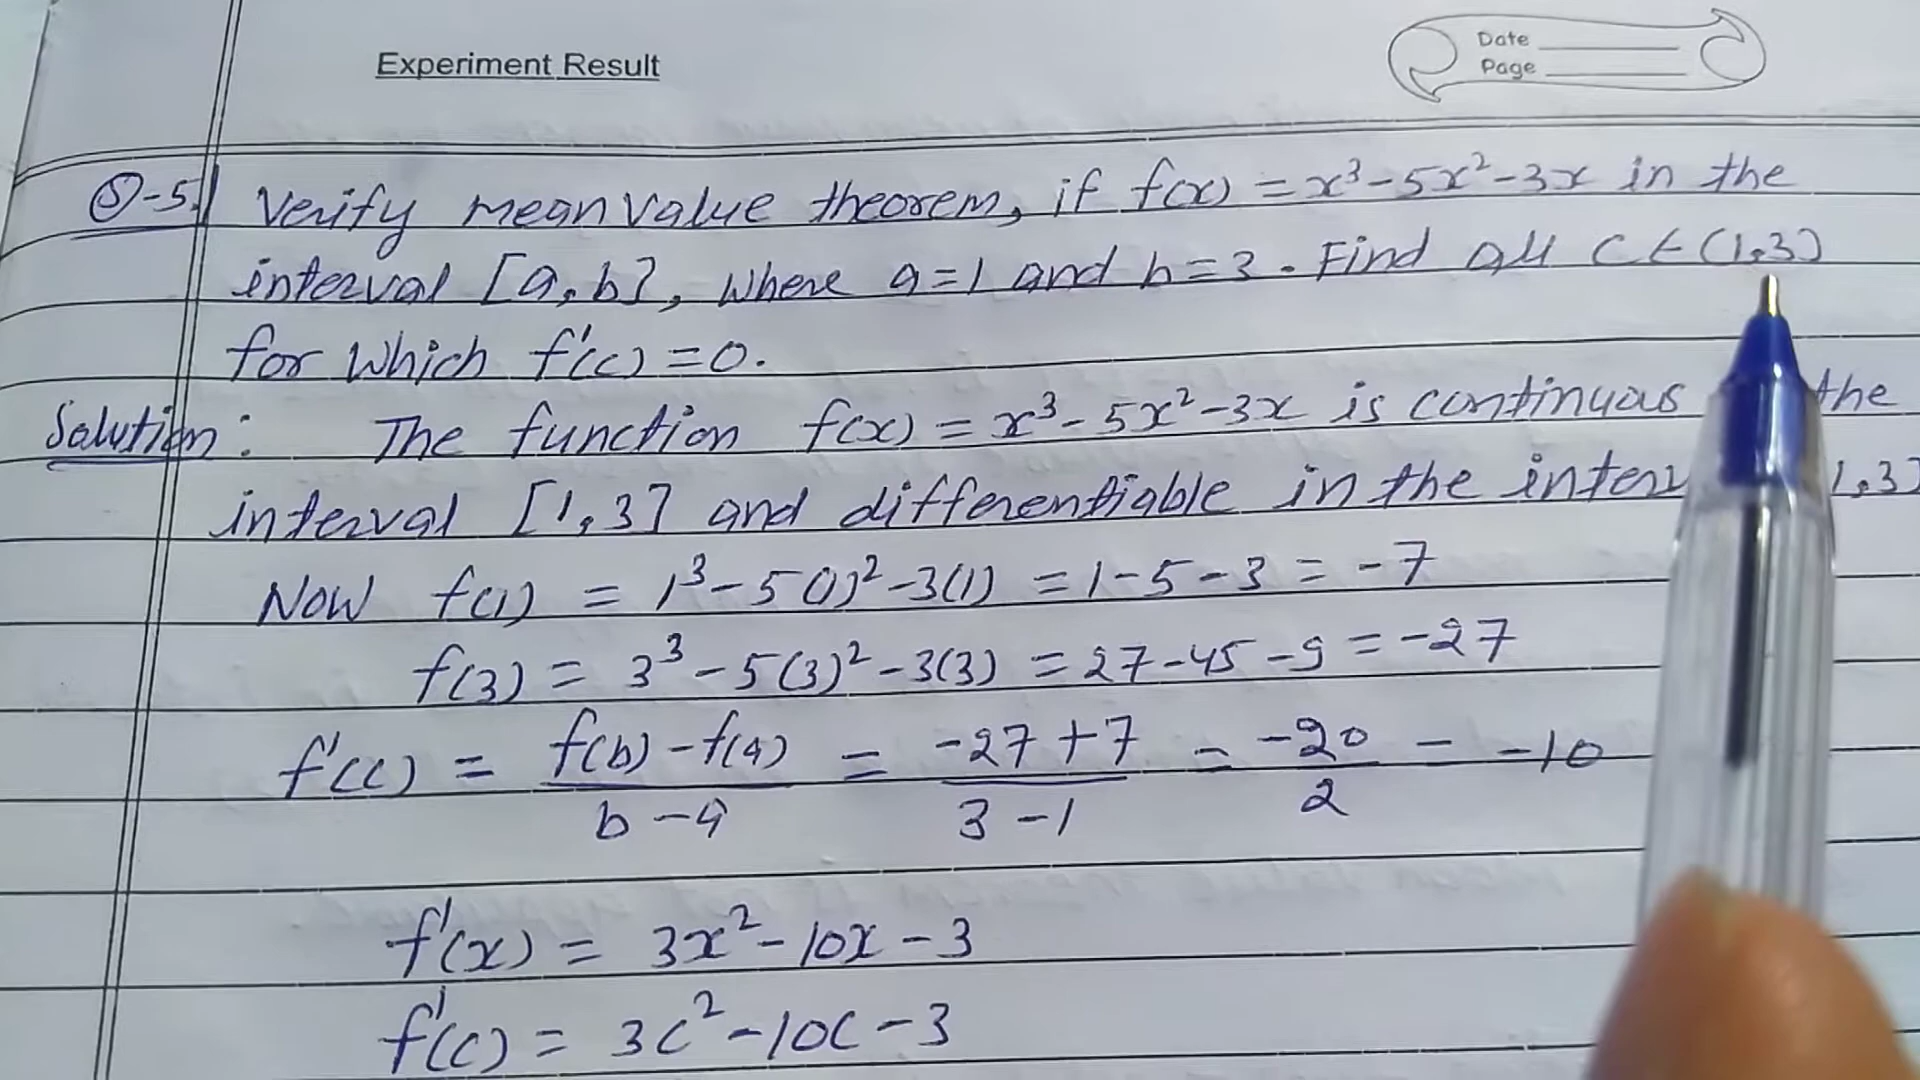 Experiment Result
Date
Page
Q-5. Verify mean value theorem, if f(x) = x³-5x²-3x in the
interval [a,b], where a=1 and b=3. Find all C ∈ (1,3)
for which f'(c) = 0.
Solution: The function f(x) = x³-5x²-3x is continuous the
interval [1,3] and differentiable in the 1,3)
Now f(1) = 1³-5(1)²-3(1) = 1-5-3 = -7
f(3) = 3³-5(3)²-3(3) = 27-45-9 = -27
f'(c) = f(b)-f(a) / b-a = -27+7 / 3-1 = -20 / 2 = -10
f'(x) = 3x²-10x-3
f'(c) = 3c²-10c-3